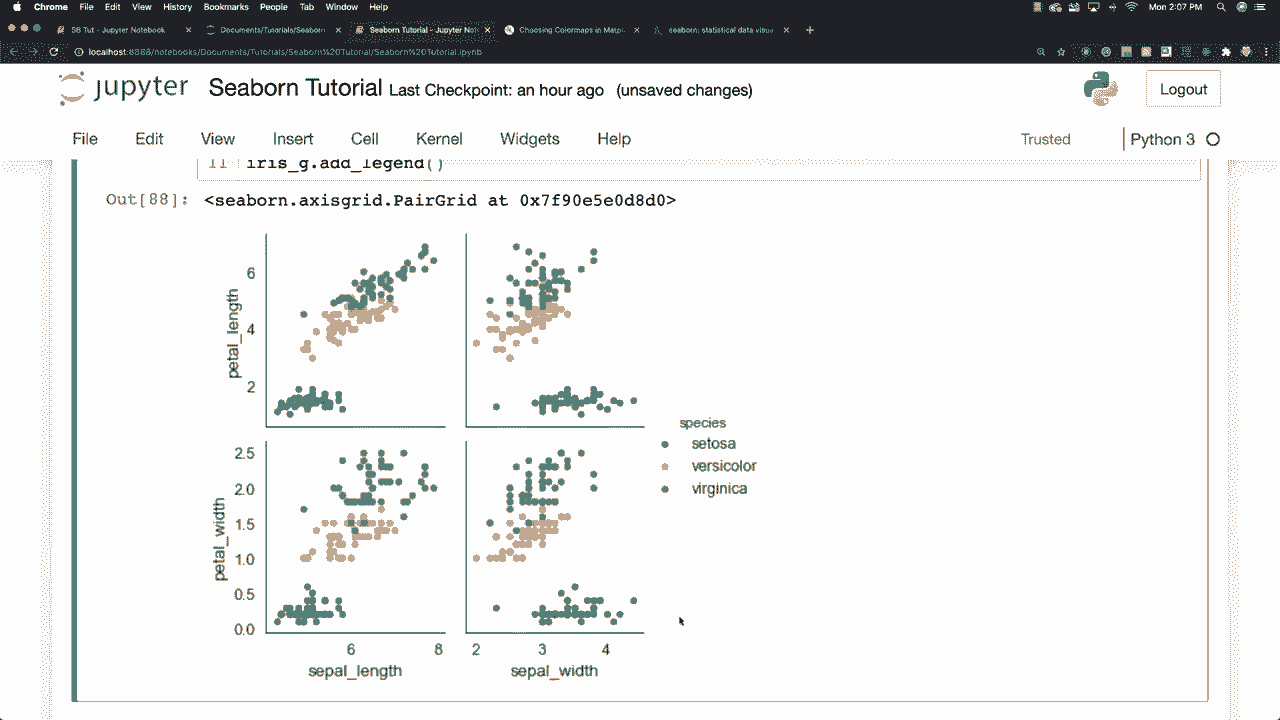 Chrome File Edit View History Bookmarks People Tab Window Help Mon 2:07 PM
SB Tut - Jupyter Notebook × Documents/Tutorials/Seaborn × Seaborn Tutorial - Jupyter Not × Choosing Colormaps in Matpl × seaborn: statistical data visua × +
localhost:8888/notebooks/Documents/Tutorials/Seaborn%20Tutorial/Seaborn%20Tutorial.ipynb
jupyter Seaborn Tutorial Last Checkpoint: an hour ago (unsaved changes) Logout
File Edit View Insert Cell Kernel Widgets Help Trusted Python 3
11 iris_g.add_legend()
Out[88]: <seaborn.axisgrid.PairGrid at 0x7f90e5e0d8d0>
petal_length
6
4
2
species
setosa
versicolor
virginica
petal_width
2.5
2.0
1.5
1.0
0.5
0.0
6 8 2 3 4
sepal_length sepal_width